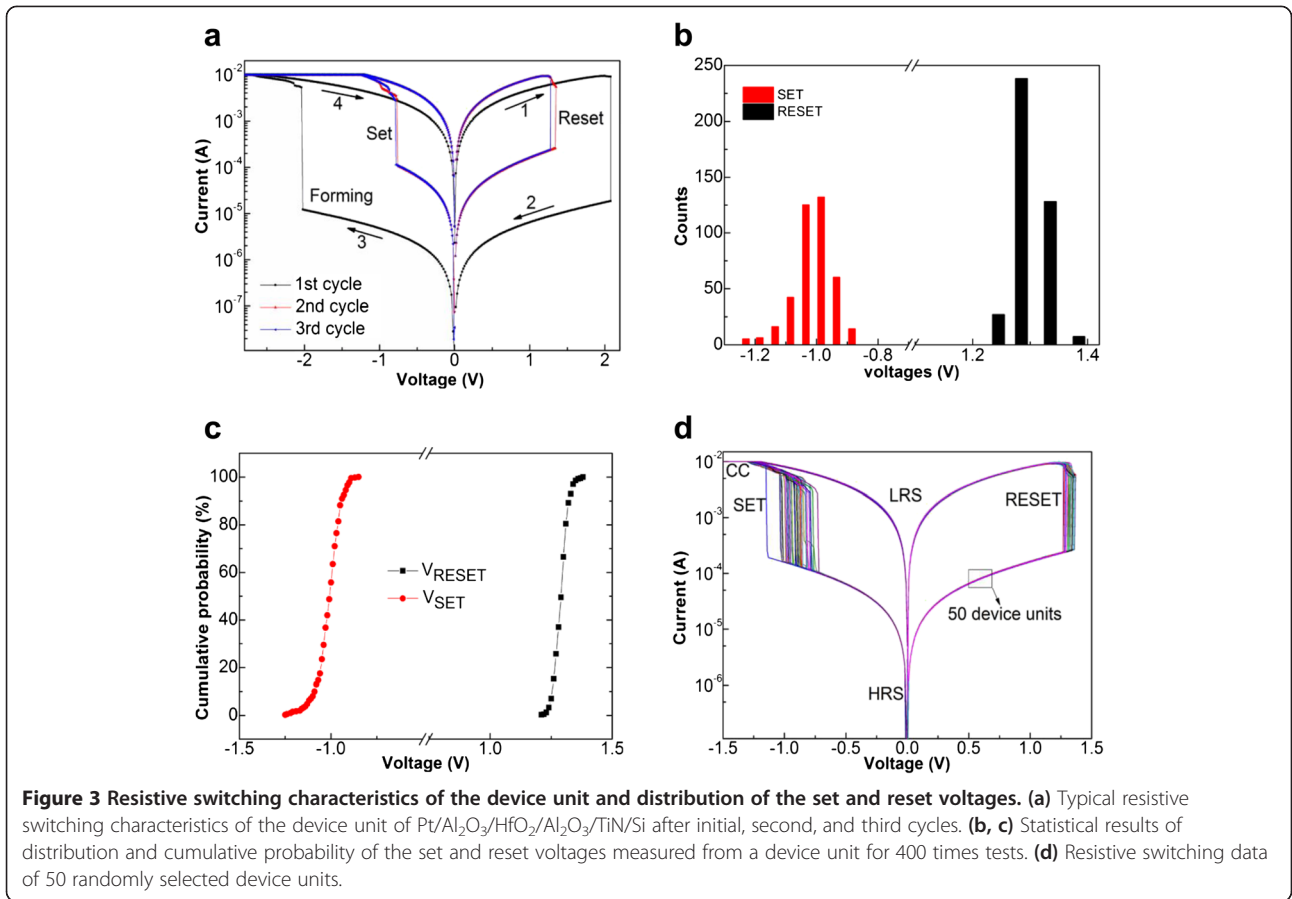 a
10⁻²
10⁻³
10⁻⁴
10⁻⁵
10⁻⁶
10⁻⁷
Current (A)
4
1
Set
Reset
Forming
2
3
1st cycle
2nd cycle
3rd cycle
-2 -1 0 1 2
Voltage (V)
b
250
200
150
100
50
0
Counts
SET
RESET
-1.2 -1.0 -0.8 1.2 1.4
voltages (V)
c
100
80
60
40
20
0
Cumulative probability (%)
V_RESET
V_SET
-1.5 -1.0 1.0 1.5
Voltage (V)
d
10⁻²
10⁻³
10⁻⁴
10⁻⁵
10⁻⁶
Current (A)
CC
SET
LRS
RESET
50 device units
HRS
-1.5 -1.0 -0.5 0.0 0.5 1.0 1.5
Voltage (V)
Figure 3 Resistive switching characteristics of the device unit and distribution of the set and reset voltages. (a) Typical resistive
switching characteristics of the device unit of Pt/Al₂O₃/HfO₂/Al₂O₃/TiN/Si after initial, second, and third cycles. (b, c) Statistical results of
distribution and cumulative probability of the set and reset voltages measured from a device unit for 400 times tests. (d) Resistive switching data
of 50 randomly selected device units.